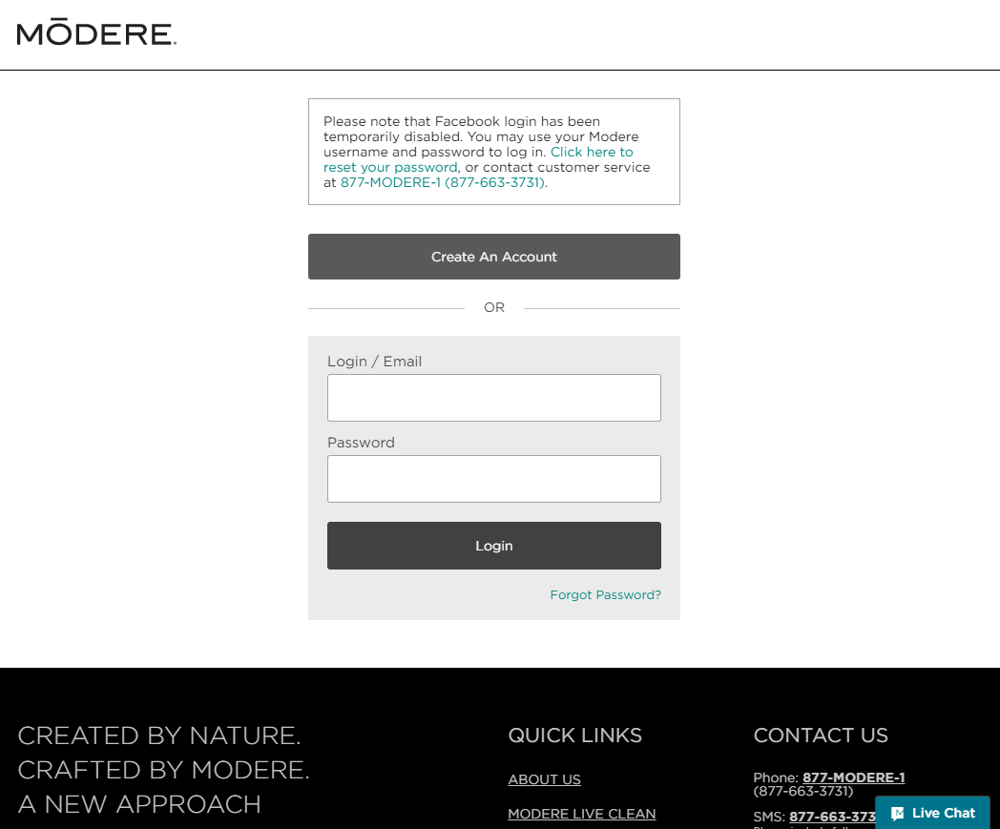 MŌDERE.
Please note that Facebook login has been
temporarily disabled. You may use your Modere
username and password to log in. Click here to
reset your password, or contact customer service
at 877-MODERE-1 (877-663-3731).
Create An Account
OR
Login / Email
Password
Login
Forgot Password?
CREATED BY NATURE.
CRAFTED BY MODERE.
A NEW APPROACH
QUICK LINKS
ABOUT US
MODERE LIVE CLEAN
CONTACT US
Phone: 877-MODERE-1
(877-663-3731)
SMS: 877-663-373
Live Chat